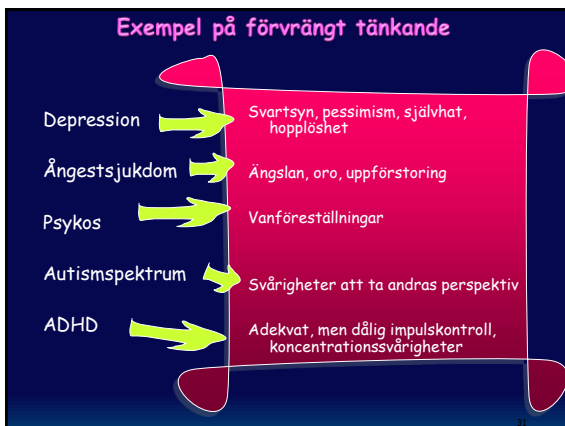 Exempel på förvrängt tänkande
Depression
Svartsyn, pessimism, självhat,
hopplöshet
Ångestsjukdom
Ängslan, oro, uppförstoring
Psykos
Vanföreställningar
Autismspektrum
Svårigheter att ta andras perspektiv
ADHD
Adekvat, men dålig impulskontroll,
koncentrationssvårigheter
31